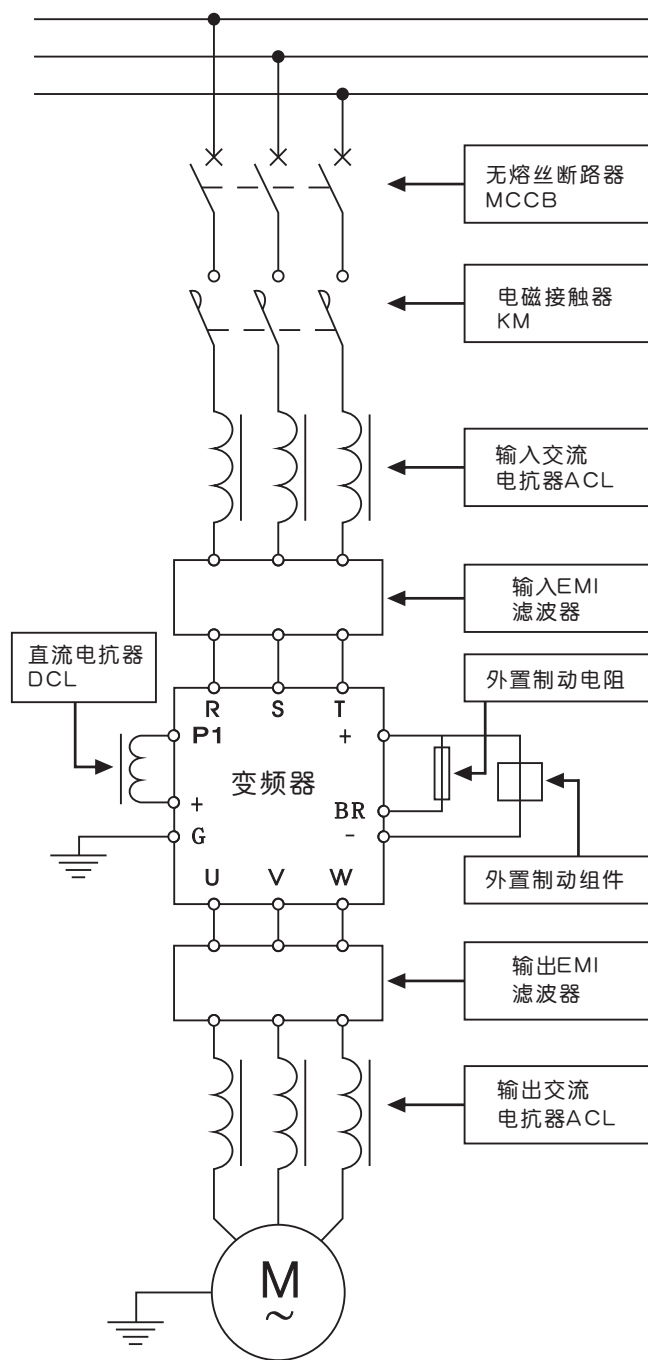 无熔丝断路器
MCCB
电磁接触器
KM
输入交流
电抗器ACL
输入EMI
滤波器
直流电抗器
DCL
外置制动电阻
R S T
P1 +
变频器
+
BR
G -
U V W
外置制动组件
输出EMI
滤波器
输出交流
电抗器ACL
M
~